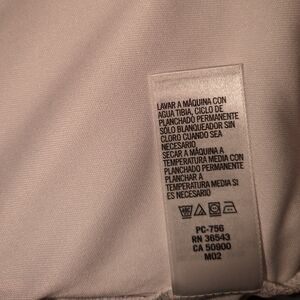 LAVAR A MÁQUINA CON
AGUA TIBIA, CICLO DE
PLANCHADO PERMANENTE
SÓLO BLANQUEADOR SIN
CLORO CUANDO SEA
NECESARIO
SECAR A MÁQUINA A
TEMPERATURA MEDIA CON
PLANCHADO PERMANENTE
PLANCHAR A
TEMPERATURA MEDIA SI
ES NECESARIO
PC-756
RN 36543
CA 50900
M02